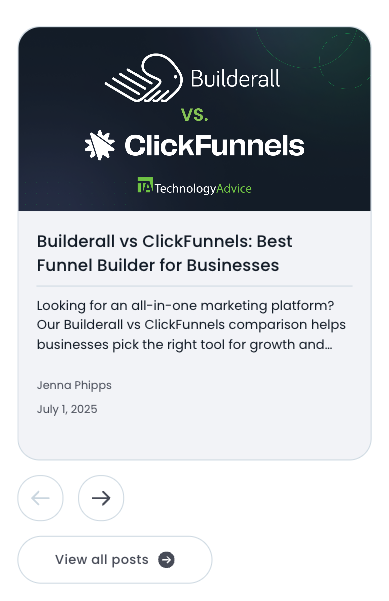 Builderall
VS.
ClickFunnels
TA TechnologyAdvice
Builderall vs ClickFunnels: Best
Funnel Builder for Businesses
Looking for an all-in-one marketing platform?
Our Builderall vs ClickFunnels comparison helps
businesses pick the right tool for growth and...
Jenna Phipps
July 1, 2025
View all posts